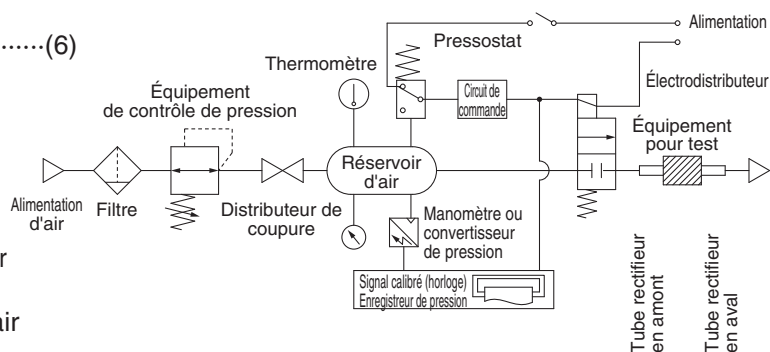 ······(6)
Alimentation
Pressostat
Thermomètre
Électrodistributeur
Équipement
de contrôle de pression
Circuit de
commande
Équipement
pour test
Réservoir
d'air
Alimentation
d'air
Filtre
Distributeur de
coupure
Manomètre ou
convertisseur
de pression
r
Signal calibré (horloge)
Enregistreur de pression
air
Tube rectifieur
en amont
Tube rectifieur
en aval